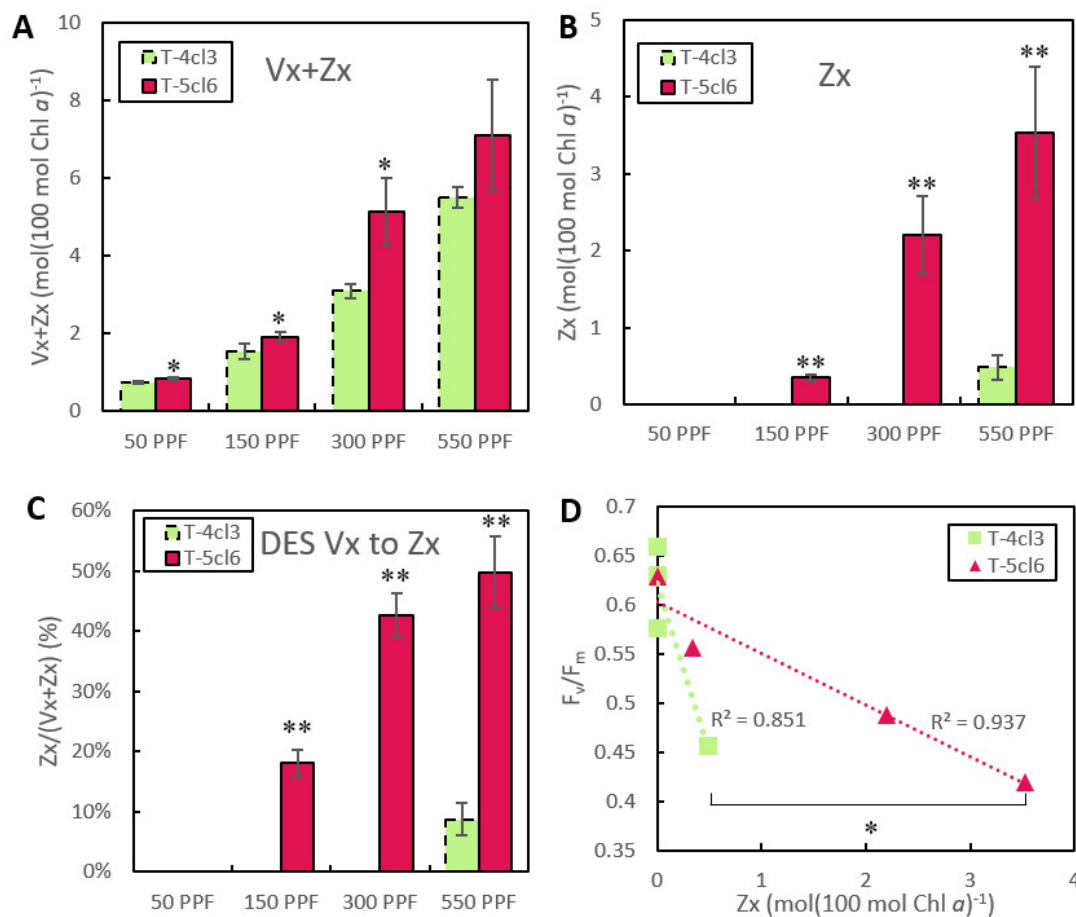 A
10
8
6
4
2
0
Vx+Zx (mol(100 mol Chl a)⁻¹)
T-4cl3
T-5cl6
Vx+Zx
*
*
*
50 PPF 150 PPF 300 PPF 550 PPF
B
5
4
3
2
1
0
Zx (mol(100 mol Chl a)⁻¹)
T-4cl3
T-5cl6
Zx
**
**
**
50 PPF 150 PPF 300 PPF 550 PPF
C
60%
50%
40%
30%
20%
10%
0%
Zx/(Vx+Zx) (%)
T-4cl3
T-5cl6
DES Vx to Zx
**
**
**
50 PPF 150 PPF 300 PPF 550 PPF
D
0.7
0.65
0.6
0.55
0.5
0.45
0.4
0.35
Fᵥ/Fₘ
T-4cl3
T-5cl6
R² = 0.851
R² = 0.937
*
0 1 2 3 4
Zx (mol(100 mol Chl a)⁻¹)